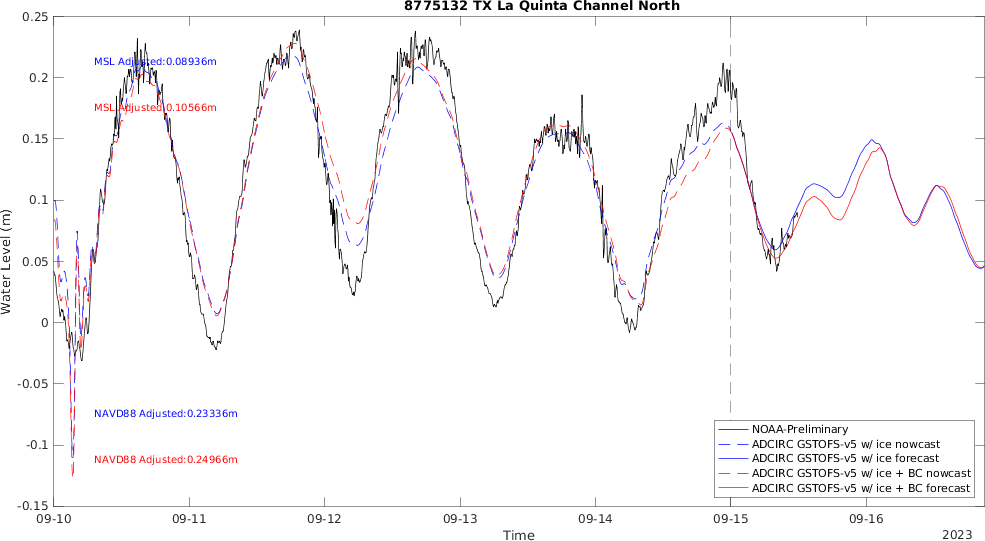 8775132 TX La Quinta Channel North
0.25
0.2
0.15
0.1
0.05
0
-0.05
-0.1
-0.15
Water Level (m)
MSL Adjusted:0.08936m
MSL Adjusted:0.10566m
NAVD88 Adjusted:0.23336m
NAVD88 Adjusted:0.24966m
NOAA-Preliminary
ADCIRC GSTOFS-v5 w/ ice nowcast
ADCIRC GSTOFS-v5 w/ ice forecast
ADCIRC GSTOFS-v5 w/ ice + BC nowcast
ADCIRC GSTOFS-v5 w/ ice + BC forecast
09-10 09-11 09-12 09-13 09-14 09-15 09-16
Time
2023